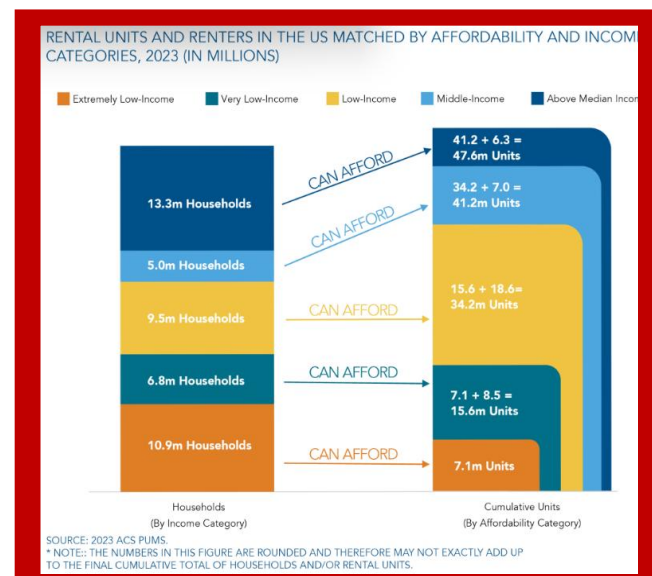 RENTAL UNITS AND RENTERS IN THE US MATCHED BY AFFORDABILITY AND INCOM
CATEGORIES, 2023 (IN MILLIONS)
Extremely Low-Income Very Low-Income Low-Income Middle-Income Above Median Incon
13.3m Households
5.0m Households
9.5m Households
6.8m Households
10.9m Households
CAN AFFORD
CAN AFFORD
CAN AFFORD
CAN AFFORD
CAN AFFORD
41.2 + 6.3 =
47.6m Units
34.2 + 7.0 =
41.2m Units
15.6 + 18.6=
34.2m Units
7.1 + 8.5 =
15.6m Units
7.1m Units
Households
(By Income Category)
Cumulative Units
(By Affordability Category)
SOURCE: 2023 ACS PUMS.
* NOTE:: THE NUMBERS IN THIS FIGURE ARE ROUNDED AND THEREFORE MAY NOT EXACTLY ADD UP
TO THE FINAL CUMULATIVE TOTAL OF HOUSEHOLDS AND/OR RENTAL UNITS.